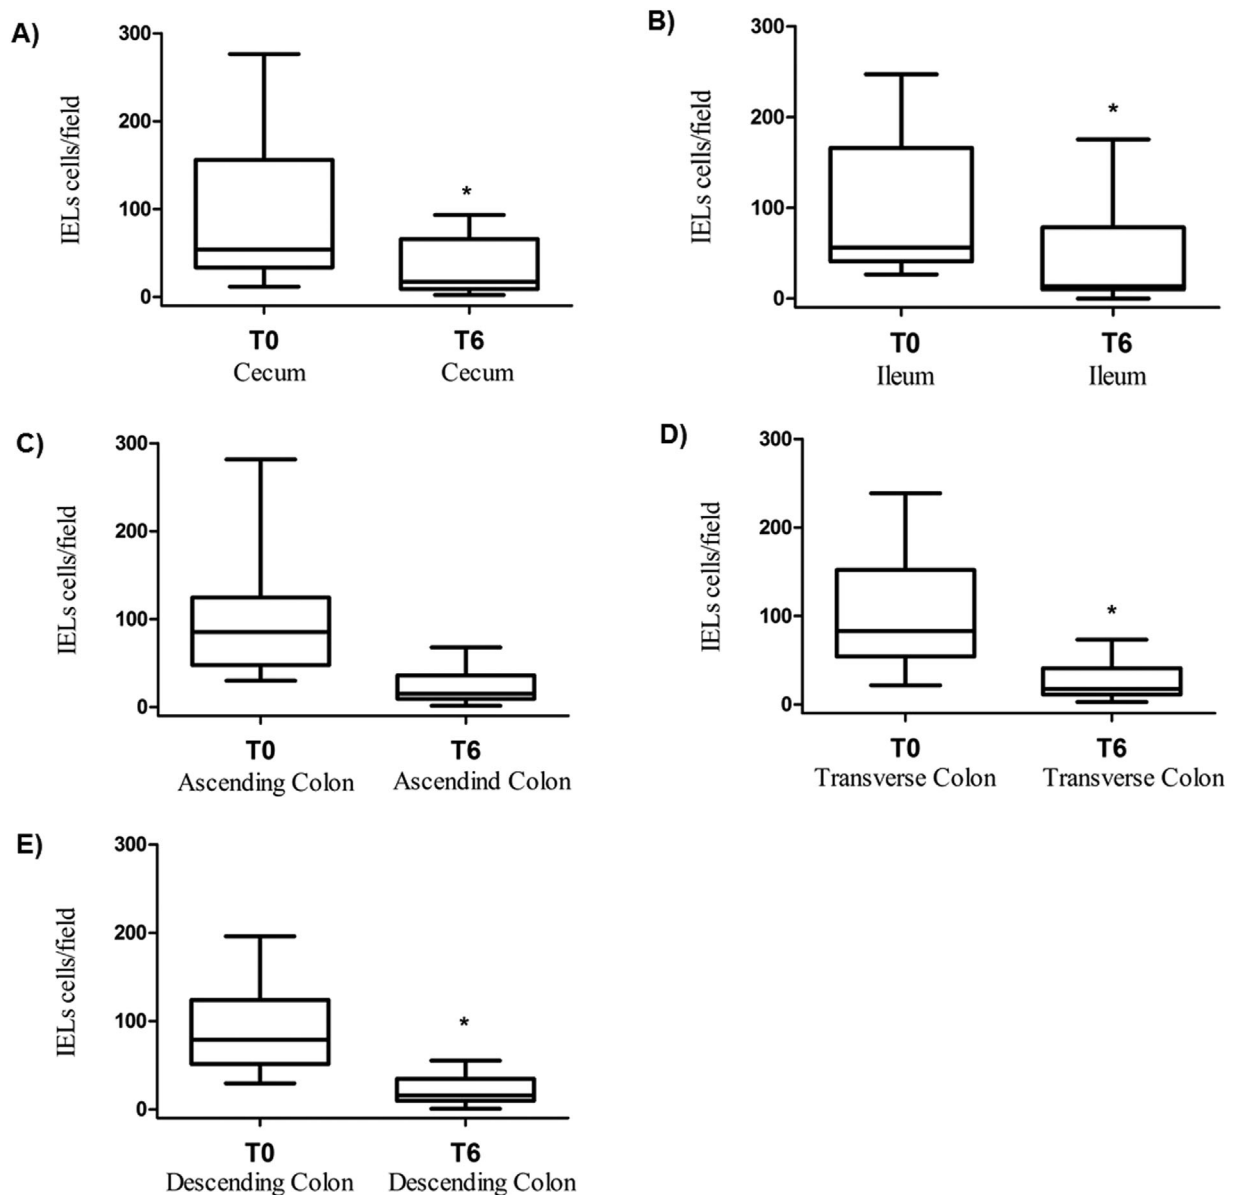 A)
IELs cells/field
300
200
100
0
T0
T6
Cecum
Cecum
*
B)
IELs cells/field
300
200
100
0
T0
T6
Ileum
Ileum
*
C)
IELs cells/field
300
200
100
0
T0
T6
Ascending Colon
Ascendind Colon
D)
IELs cells/field
300
200
100
0
T0
T6
Transverse Colon
Transverse Colon
*
E)
IELs cells/field
300
200
100
0
T0
T6
Descending Colon
Descending Colon
*